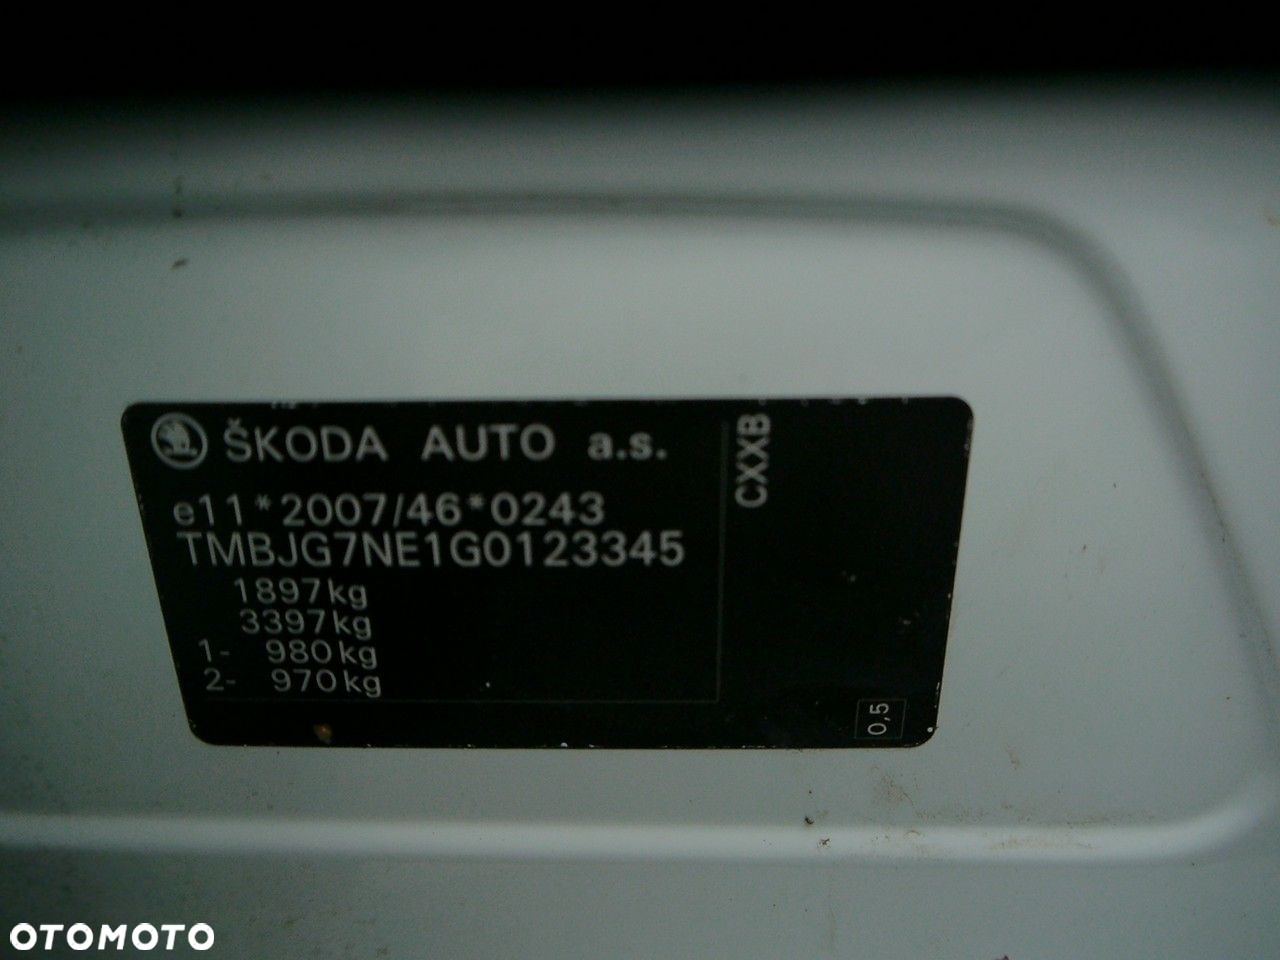 ŠKODA AUTO a.s.
e11*2007/46*0243
TMBJG7NE1G0123345
1897kg
3397kg
1- 980kg
2- 970kg
CXXB
0,5
OTOMOTO